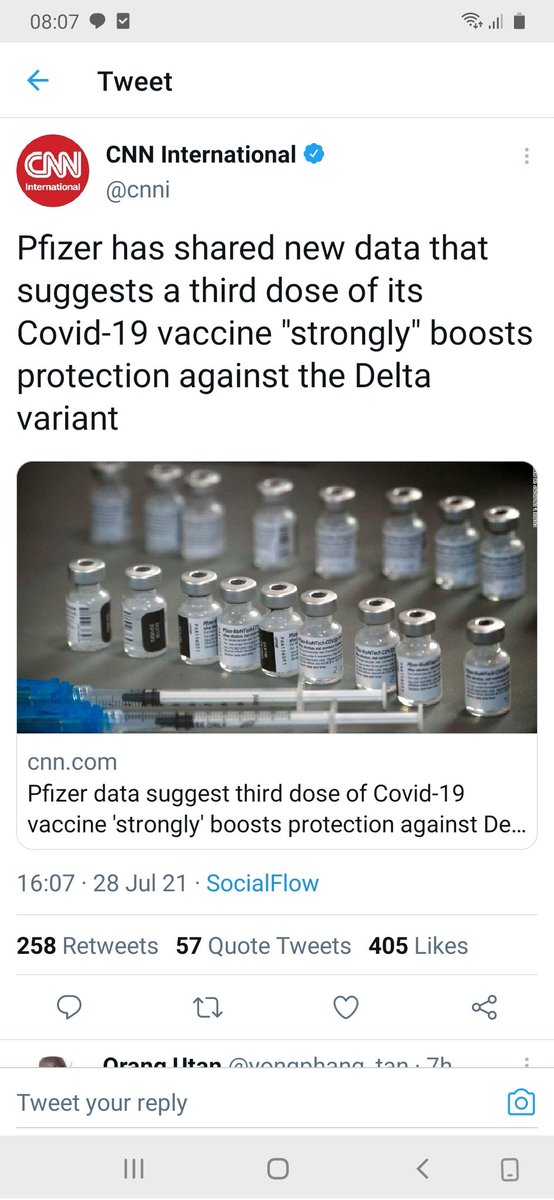 08:07
Tweet
CNN
International
CNN International
@cnni
Pfizer has shared new data that
suggests a third dose of its
Covid-19 vaccine "strongly" boosts
protection against the Delta
variant
cnn.com
Pfizer data suggest third dose of Covid-19
vaccine 'strongly' boosts protection against De...
16:07 · 28 Jul 21 · SocialFlow
258 Retweets 57 Quote Tweets 405 Likes
Orang Utan @yongphang_tan · 7h
Tweet your reply